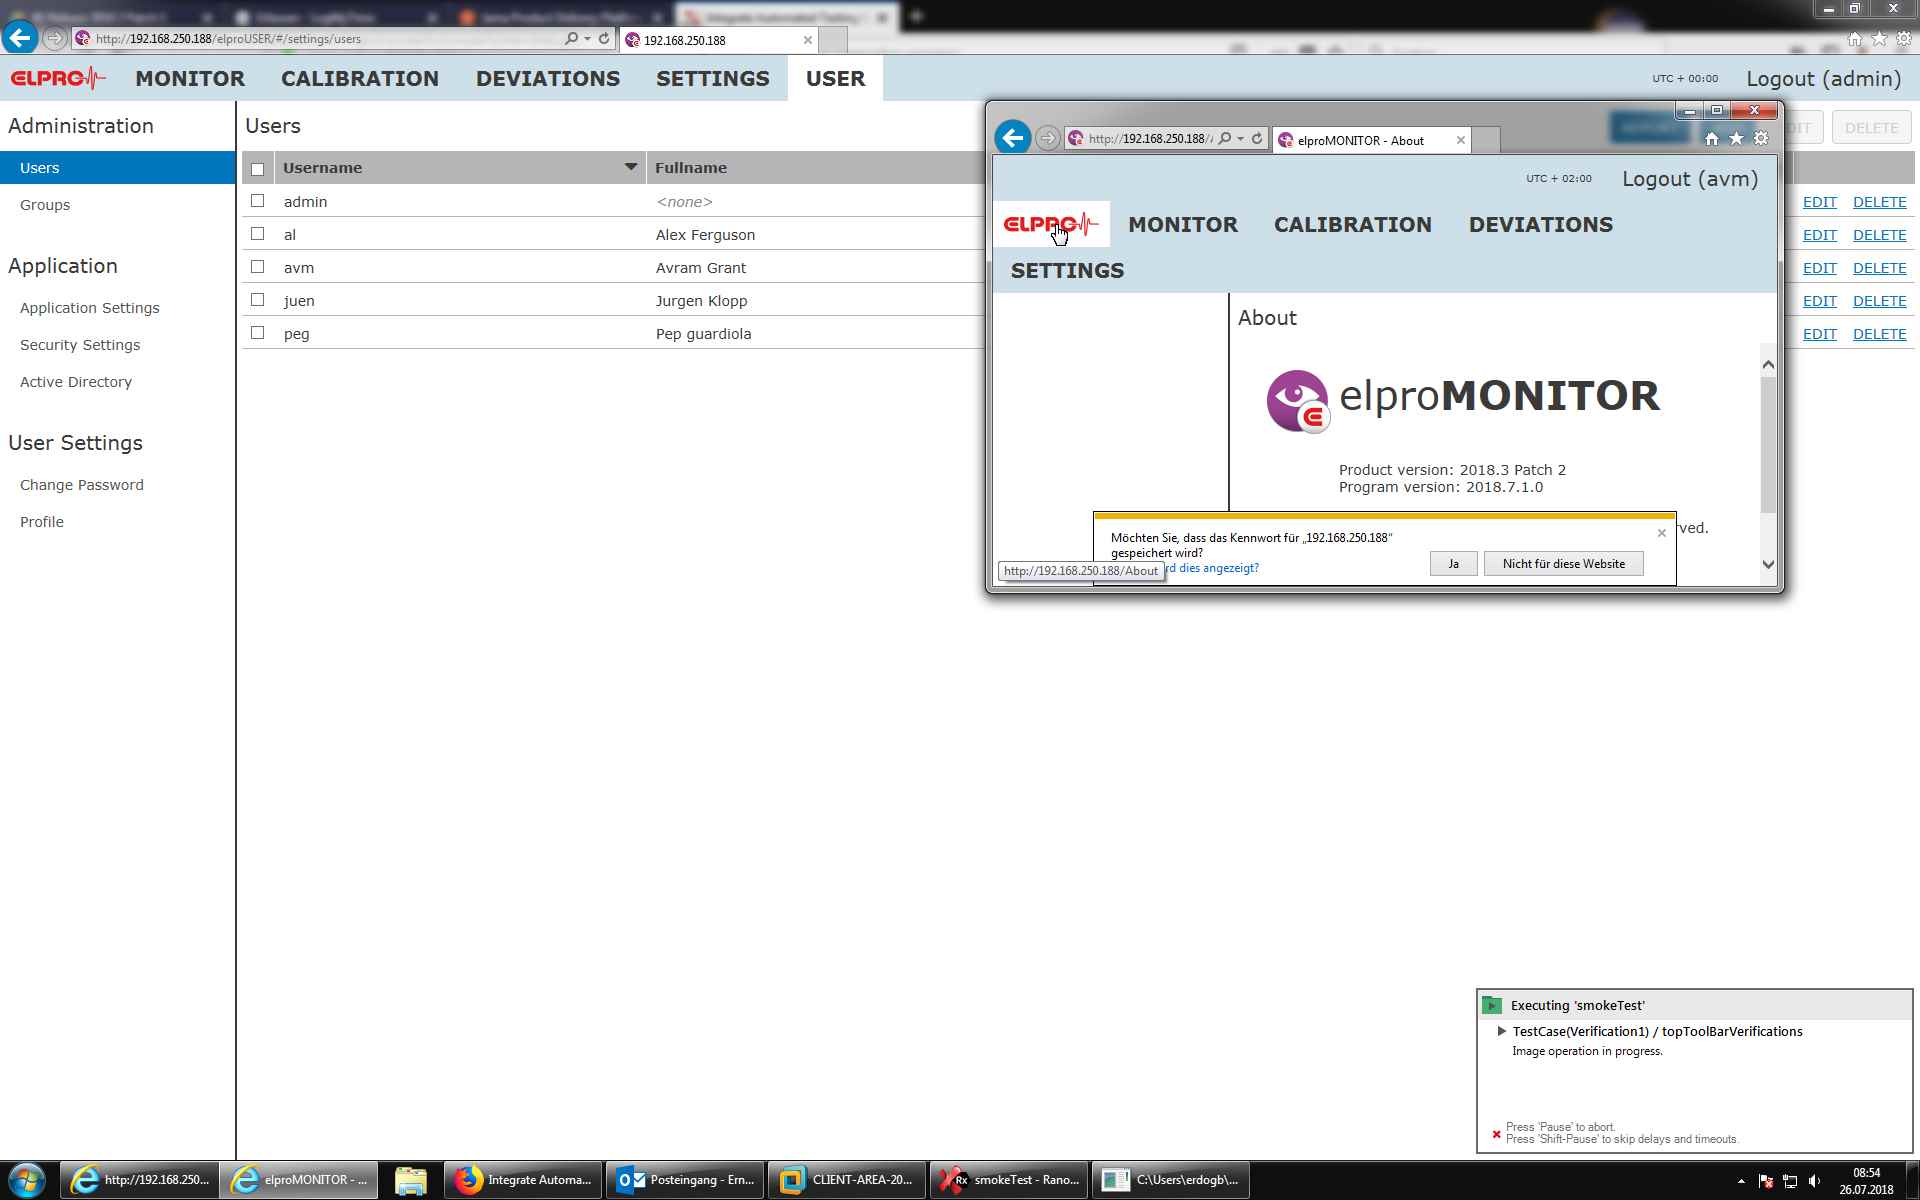 http://192.168.250.188/elproUSER/#/settings/users
192.168.250.188
ELPRO MONITOR CALIBRATION DEVIATIONS SETTINGS USER
UTC + 00:00 Logout (admin)
Administration
Users
Groups
Application
Application Settings
Security Settings
Active Directory
User Settings
Change Password
Profile
Users
DELETE
Username Fullname
admin <none> EDIT DELETE
al Alex Ferguson EDIT DELETE
avm Avram Grant EDIT DELETE
juen Jurgen Klopp EDIT DELETE
peg Pep guardiola EDIT DELETE
http://192.168.250.188/
elproMONITOR - About
UTC + 02:00 Logout (avm)
ELPRO MONITOR CALIBRATION DEVIATIONS
SETTINGS
About
elproMONITOR
Product version: 2018.3 Patch 2
Program version: 2018.7.1.0
ved.
Möchten Sie, dass das Kennwort für „192.168.250.188“
gespeichert wird?
rd dies angezeigt?
Ja
Nicht für diese Website
http://192.168.250.188/About
Executing 'smokeTest'
TestCase(Verification1) / topToolBarVerifications
Image operation in progress.
Press 'Pause' to abort.
Press 'Shift-Pause' to skip delays and timeouts.
http://192.168.250...
elproMONITOR - ...
Integrate Automa...
Posteingang - Ern...
CLIENT-AREA-20...
smokeTest - Rano...
C:\Users\erdogb\...
08:54
26.07.2018